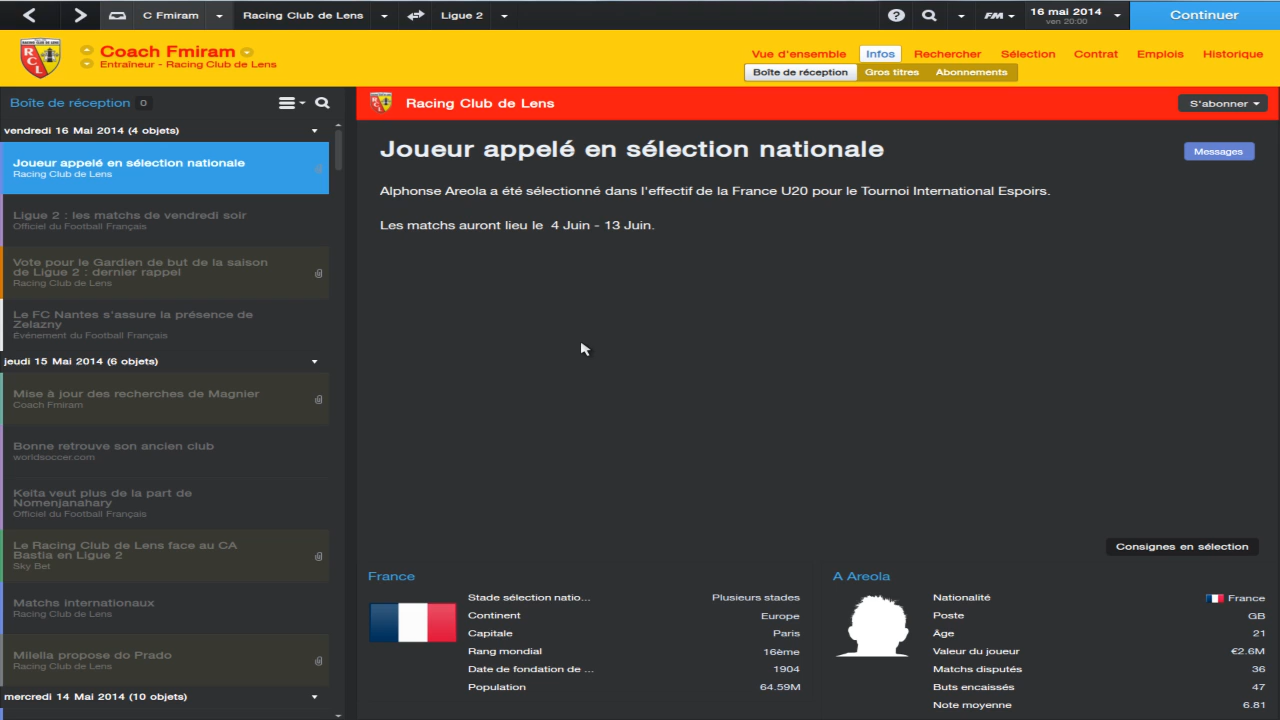 C Fmiram
Racing Club de Lens
Ligue 2
?
FM
16 mai 2014
ven 20:00
Continuer
RCL
Coach Fmiram
Entraîneur - Racing Club de Lens
Vue d'ensemble
Infos
Rechercher
Sélection
Contrat
Emplois
Historique
Boîte de réception
Gros titres
Abonnements
Boîte de réception 0
vendredi 16 Mai 2014 (4 objets)
Joueur appelé en sélection nationale
Racing Club de Lens
Ligue 2 : les matchs de vendredi soir
Officiel du Football Français
Vote pour le Gardien de but de la saison
de Ligue 2 : dernier rappel
Racing Club de Lens
Le FC Nantes s'assure la présence de
Zelazny
Événement du Football Français
jeudi 15 Mai 2014 (6 objets)
Mise à jour des recherches de Magnier
Coach Fmiram
Bonne retrouve son ancien club
worldsoccer.com
Keïta veut plus de la part de
Nomenjanahary
Officiel du Football Français
Le Racing Club de Lens face au CA
Bastia en Ligue 2
Sky Bet
Matchs internationaux
Racing Club de Lens
Milella propose do Prado
Racing Club de Lens
mercredi 14 Mai 2014 (10 objets)
Racing Club de Lens
S'abonner
Joueur appelé en sélection nationale
Messages
Alphonse Areola a été sélectionné dans l'effectif de la France U20 pour le Tournoi International Espoirs.
Les matchs auront lieu le 4 Juin - 13 Juin.
Consignes en sélection
France
Stade sélection natio... Plusieurs stades
Continent Europe
Capitale Paris
Rang mondial 16ème
Date de fondation de ... 1904
Population 64.59M
A Areola
Nationalité France
Poste GB
Âge 21
Valeur du joueur €2.6M
Matchs disputés 36
Buts encaissés 47
Note moyenne 6.81